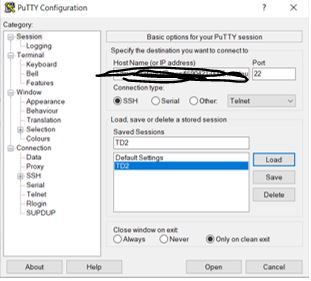 PuTTY Configuration
Category:
Session
Logging
Terminal
Keyboard
Bell
Features
Window
Appearance
Behaviour
Translation
Selection
Colours
Connection
Data
Proxy
SSH
Serial
Telnet
Rlogin
SUPDUP
Basic options for your PuTTY session
Specify the destination you want to connect to
Host Name (or IP address) Port
22
Connection type:
SSH Serial Other: Telnet
Load, save or delete a stored session
Saved Sessions
TD2
Default Settings
TD2
Load
Save
Delete
Close window on exit:
Always Never Only on clean exit
About Help Open Cancel